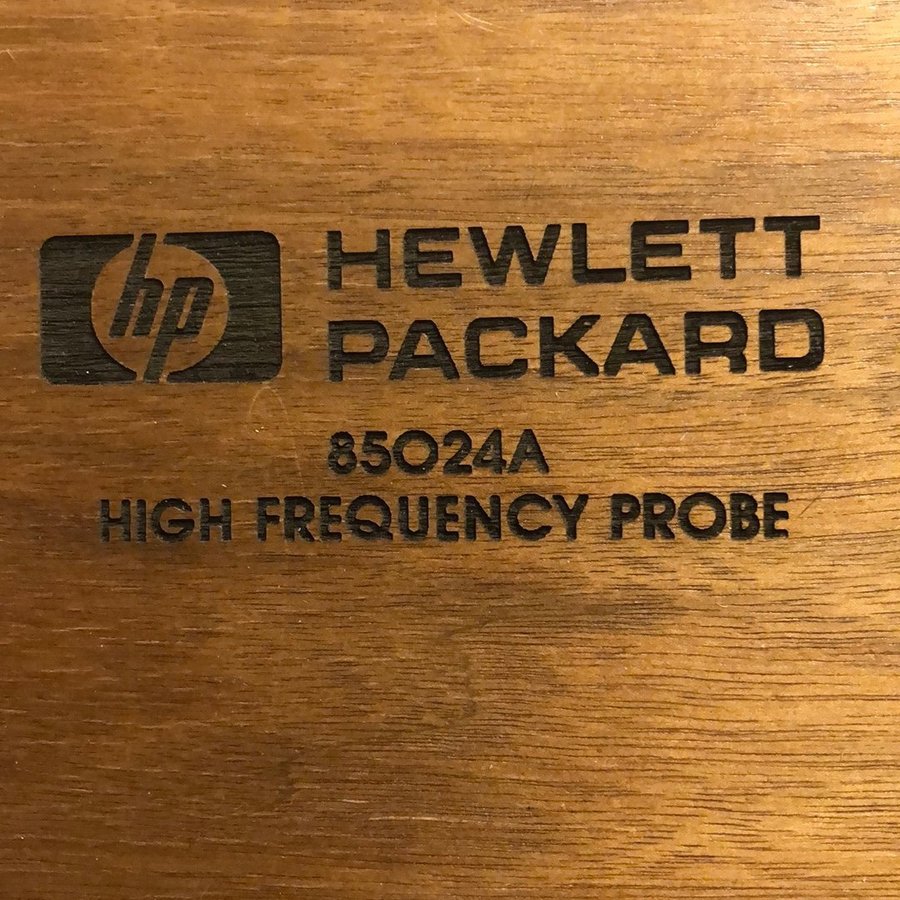 hp HEWLETT
PACKARD
85024A
HIGH FREQUENCY PROBE